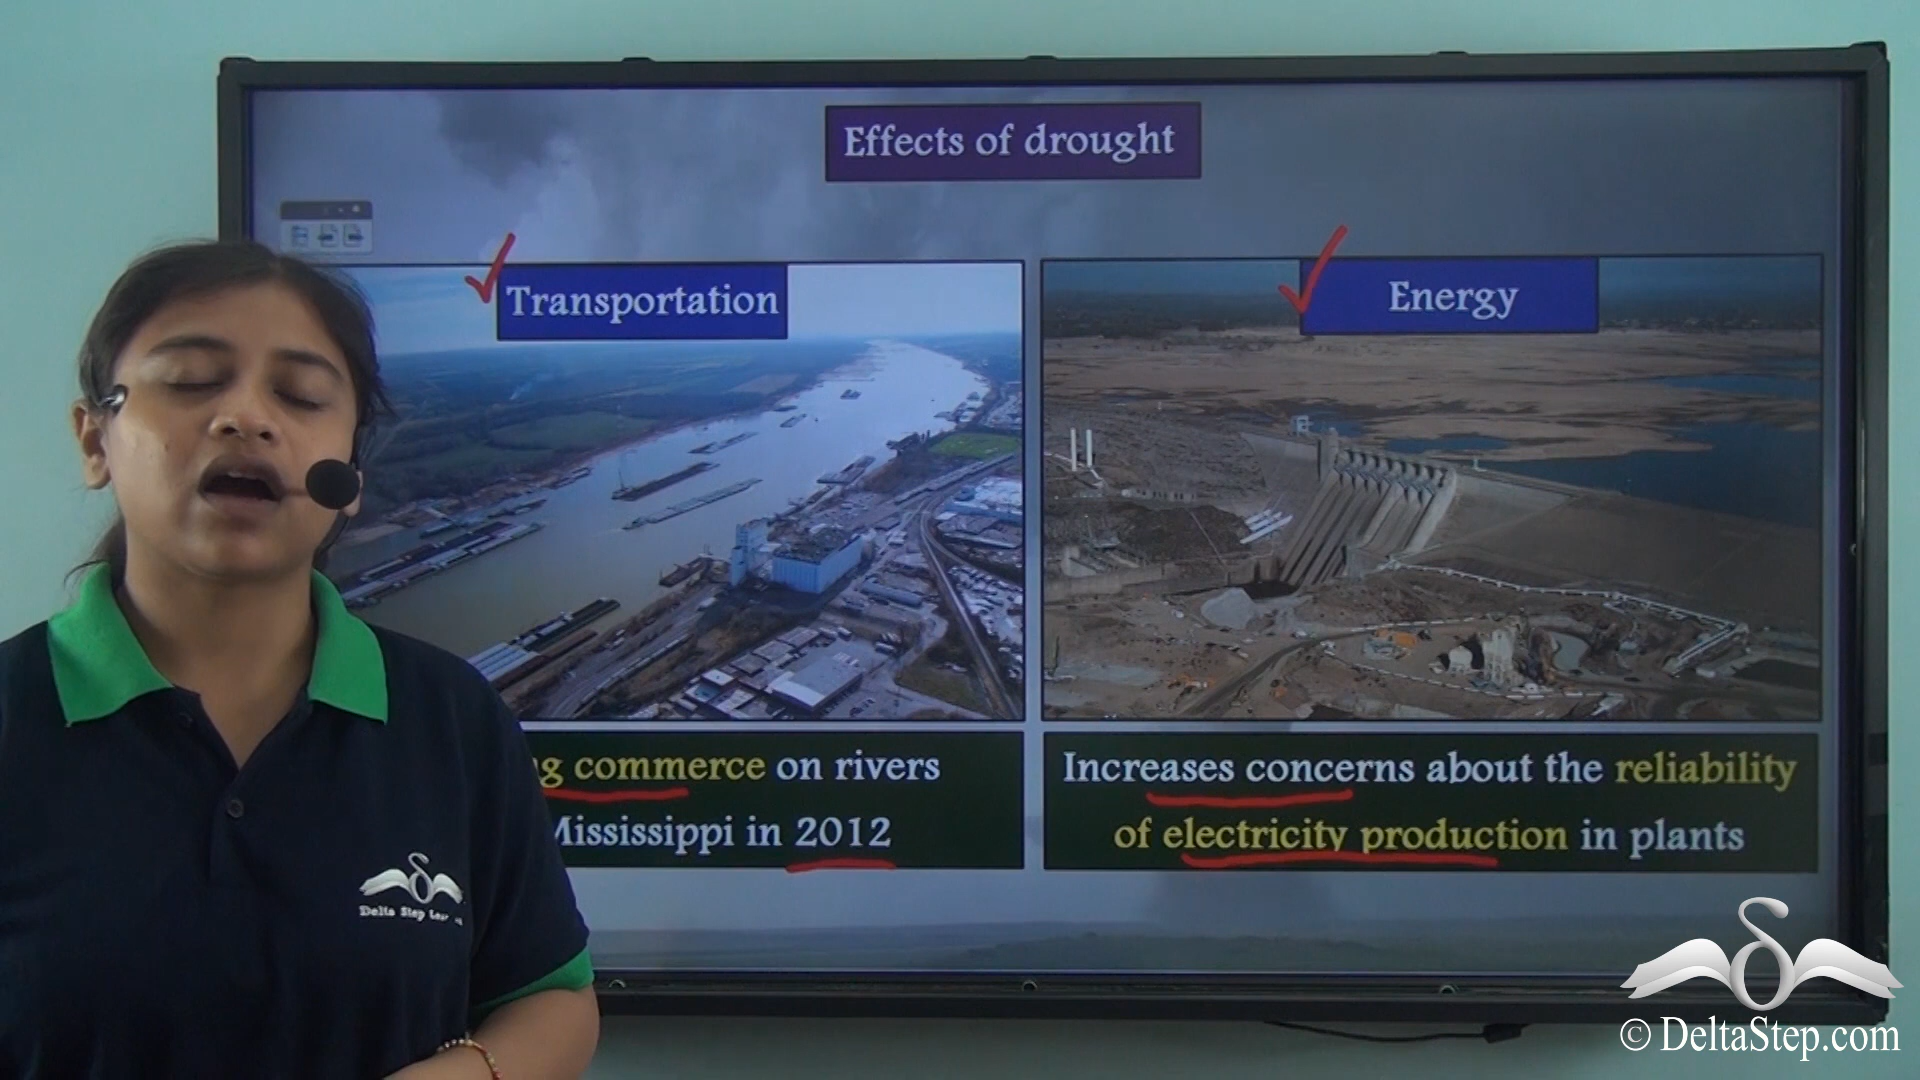 Effects of drought
Transportation
Energy
commerce on rivers
Mississippi in 2012
Increases concerns about the reliability
of electricity production in plants
Delta Step
© DeltaStep.com